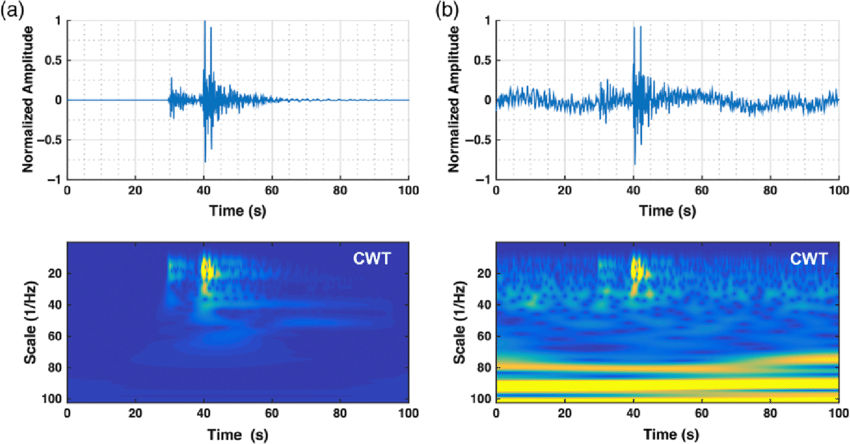 (a)
1
0.5
0
−0.5
−1
Normalized Amplitude
0 20 40 60 80 100
Time (s)
(b)
1
0.5
0
−0.5
−1
Normalized Amplitude
0 20 40 60 80 100
Time (s)
CWT
20
40
60
80
100
Scale (1/Hz)
0 20 40 60 80 100
Time (s)
CWT
20
40
60
80
100
Scale (1/Hz)
0 20 40 60 80 100
Time (s)